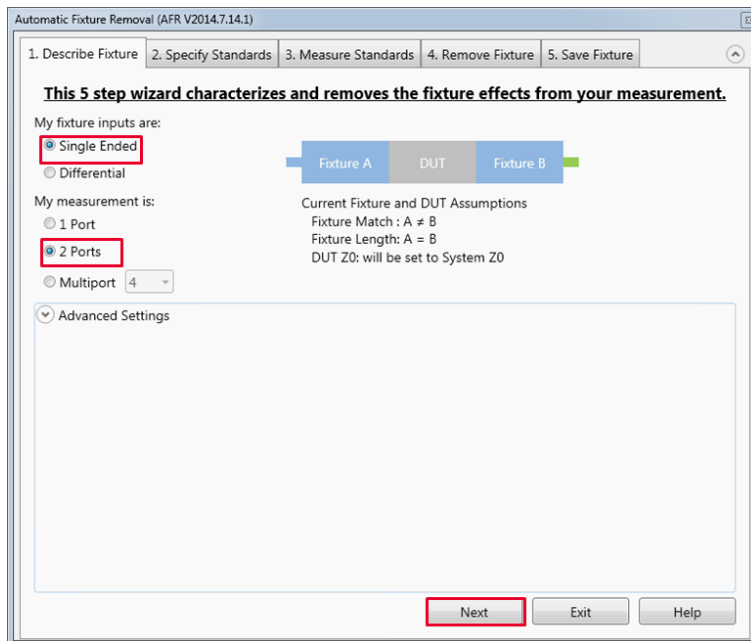 Automatic Fixture Removal (AFR V2014.7.14.1)
1. Describe Fixture
2. Specify Standards
3. Measure Standards
4. Remove Fixture
5. Save Fixture
This 5 step wizard characterizes and removes the fixture effects from your measurement.
My fixture inputs are:
Single Ended
Differential
My measurement is:
1 Port
2 Ports
Multiport 4
Fixture A
DUT
Fixture B
Current Fixture and DUT Assumptions
Fixture Match : A ≠ B
Fixture Length: A = B
DUT Z0: will be set to System Z0
Advanced Settings
Next
Exit
Help